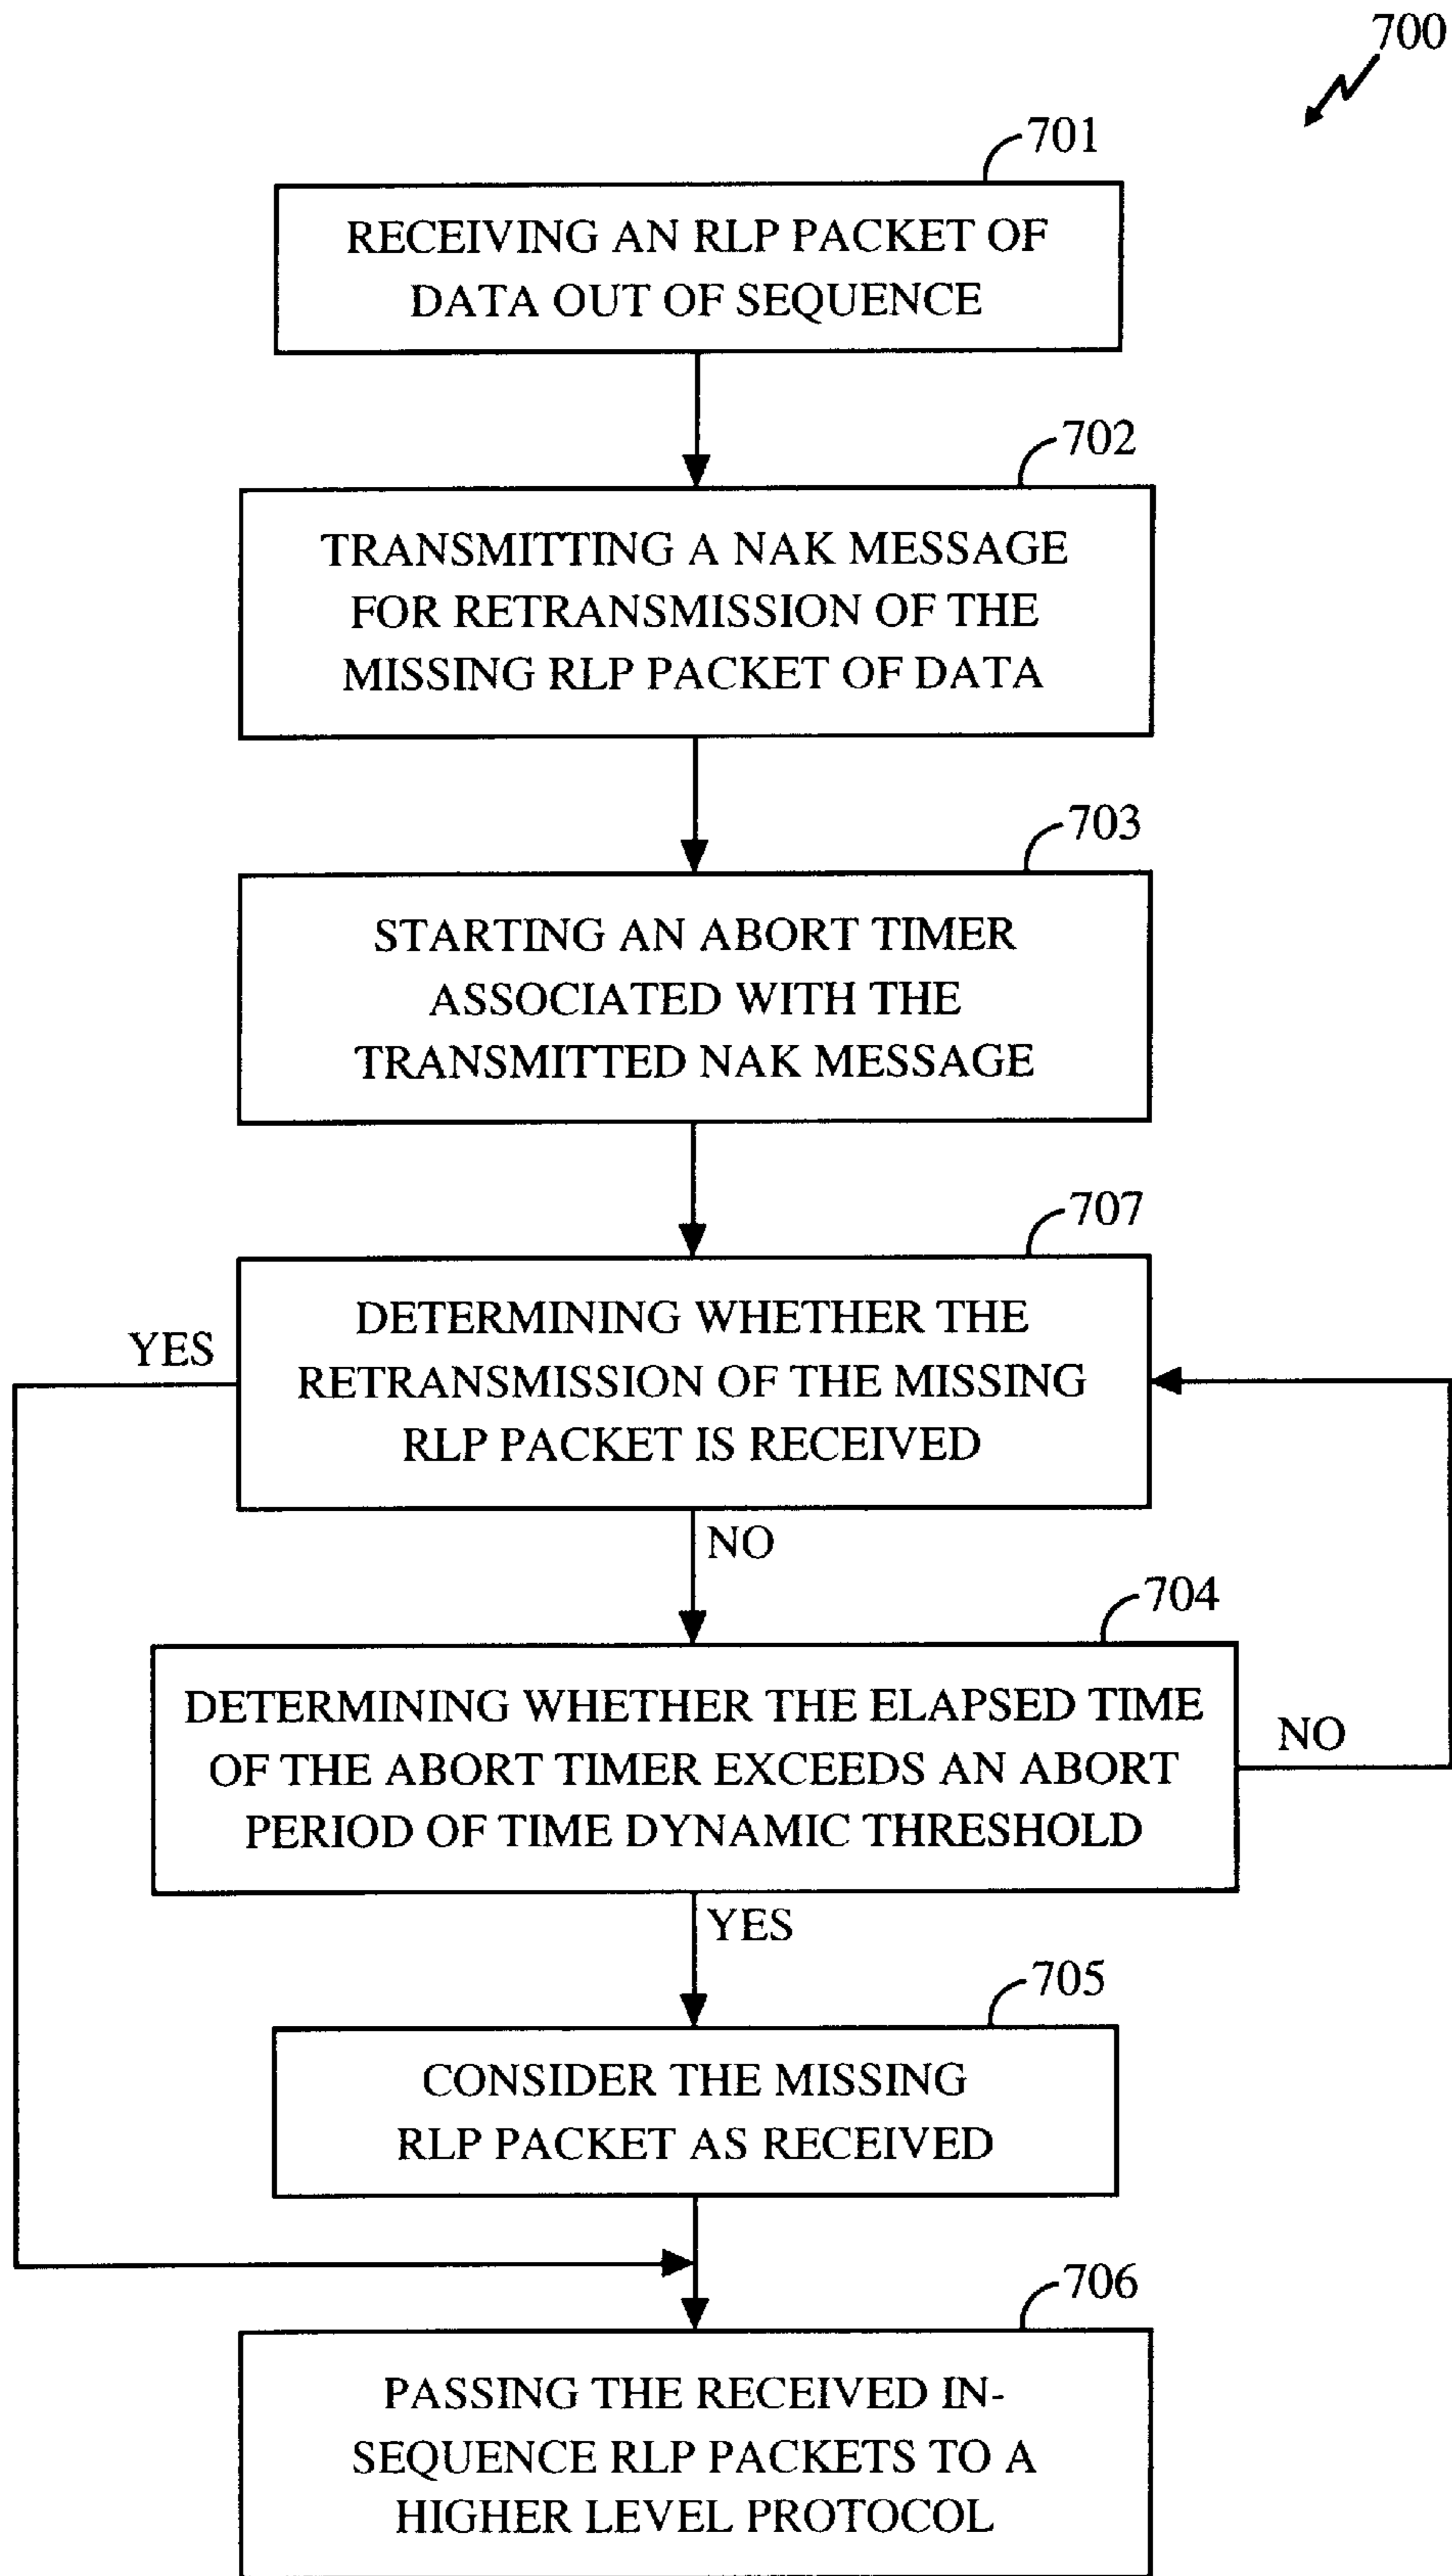 700
701
RECEIVING AN RLP PACKET OF
DATA OUT OF SEQUENCE
702
TRANSMITTING A NAK MESSAGE
FOR RETRANSMISSION OF THE
MISSING RLP PACKET OF DATA
703
STARTING AN ABORT TIMER
ASSOCIATED WITH THE
TRANSMITTED NAK MESSAGE
707
DETERMINING WHETHER THE
RETRANSMISSION OF THE MISSING
RLP PACKET IS RECEIVED
YES
NO
704
DETERMINING WHETHER THE ELAPSED TIME
OF THE ABORT TIMER EXCEEDS AN ABORT
PERIOD OF TIME DYNAMIC THRESHOLD
NO
YES
705
CONSIDER THE MISSING
RLP PACKET AS RECEIVED
706
PASSING THE RECEIVED IN-
SEQUENCE RLP PACKETS TO A
HIGHER LEVEL PROTOCOL